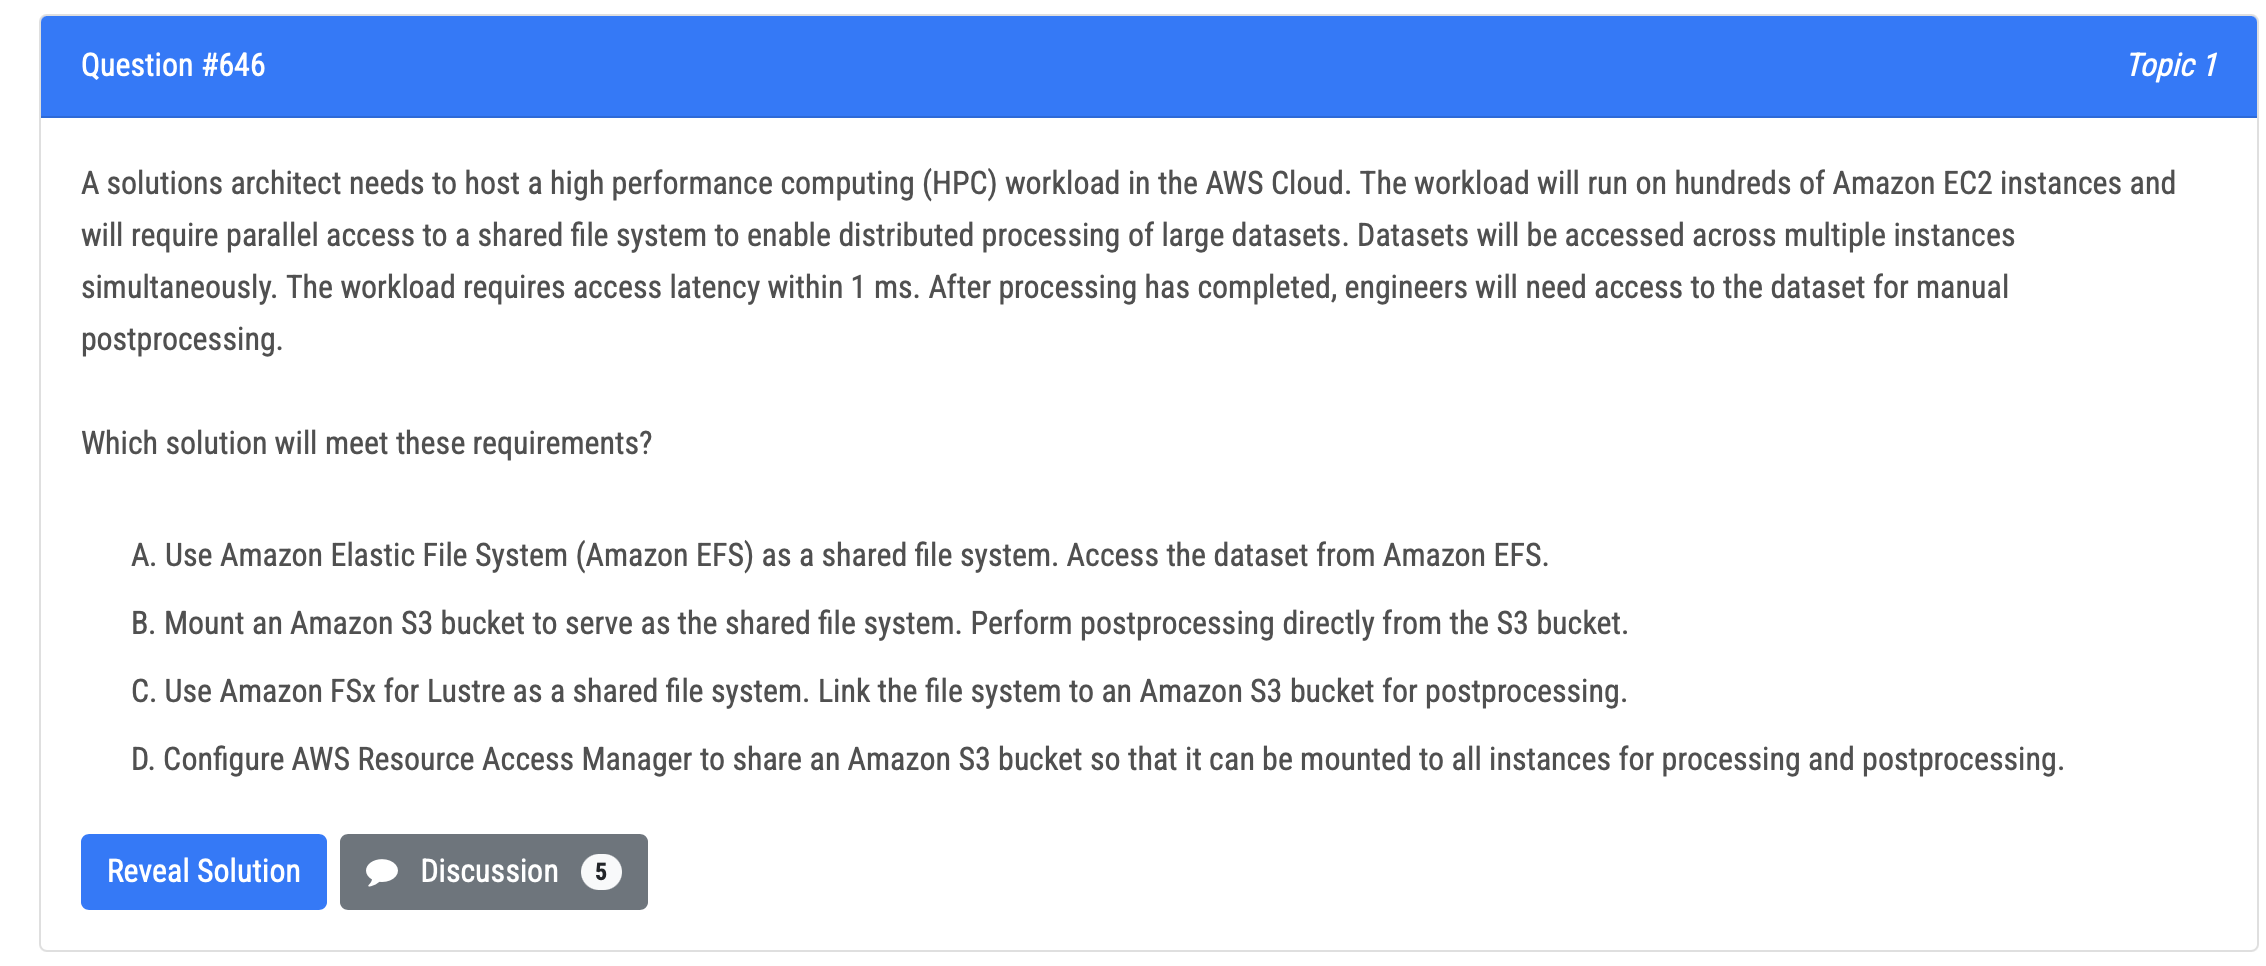 Question #646
Topic 1
A solutions architect needs to host a high performance computing (HPC) workload in the AWS Cloud. The workload will run on hundreds of Amazon EC2 instances and
will require parallel access to a shared file system to enable distributed processing of large datasets. Datasets will be accessed across multiple instances
simultaneously. The workload requires access latency within 1 ms. After processing has completed, engineers will need access to the dataset for manual
postprocessing.
Which solution will meet these requirements?
A. Use Amazon Elastic File System (Amazon EFS) as a shared file system. Access the dataset from Amazon EFS.
B. Mount an Amazon S3 bucket to serve as the shared file system. Perform postprocessing directly from the S3 bucket.
C. Use Amazon FSx for Lustre as a shared file system. Link the file system to an Amazon S3 bucket for postprocessing.
D. Configure AWS Resource Access Manager to share an Amazon S3 bucket so that it can be mounted to all instances for processing and postprocessing.
Reveal Solution
Discussion 5